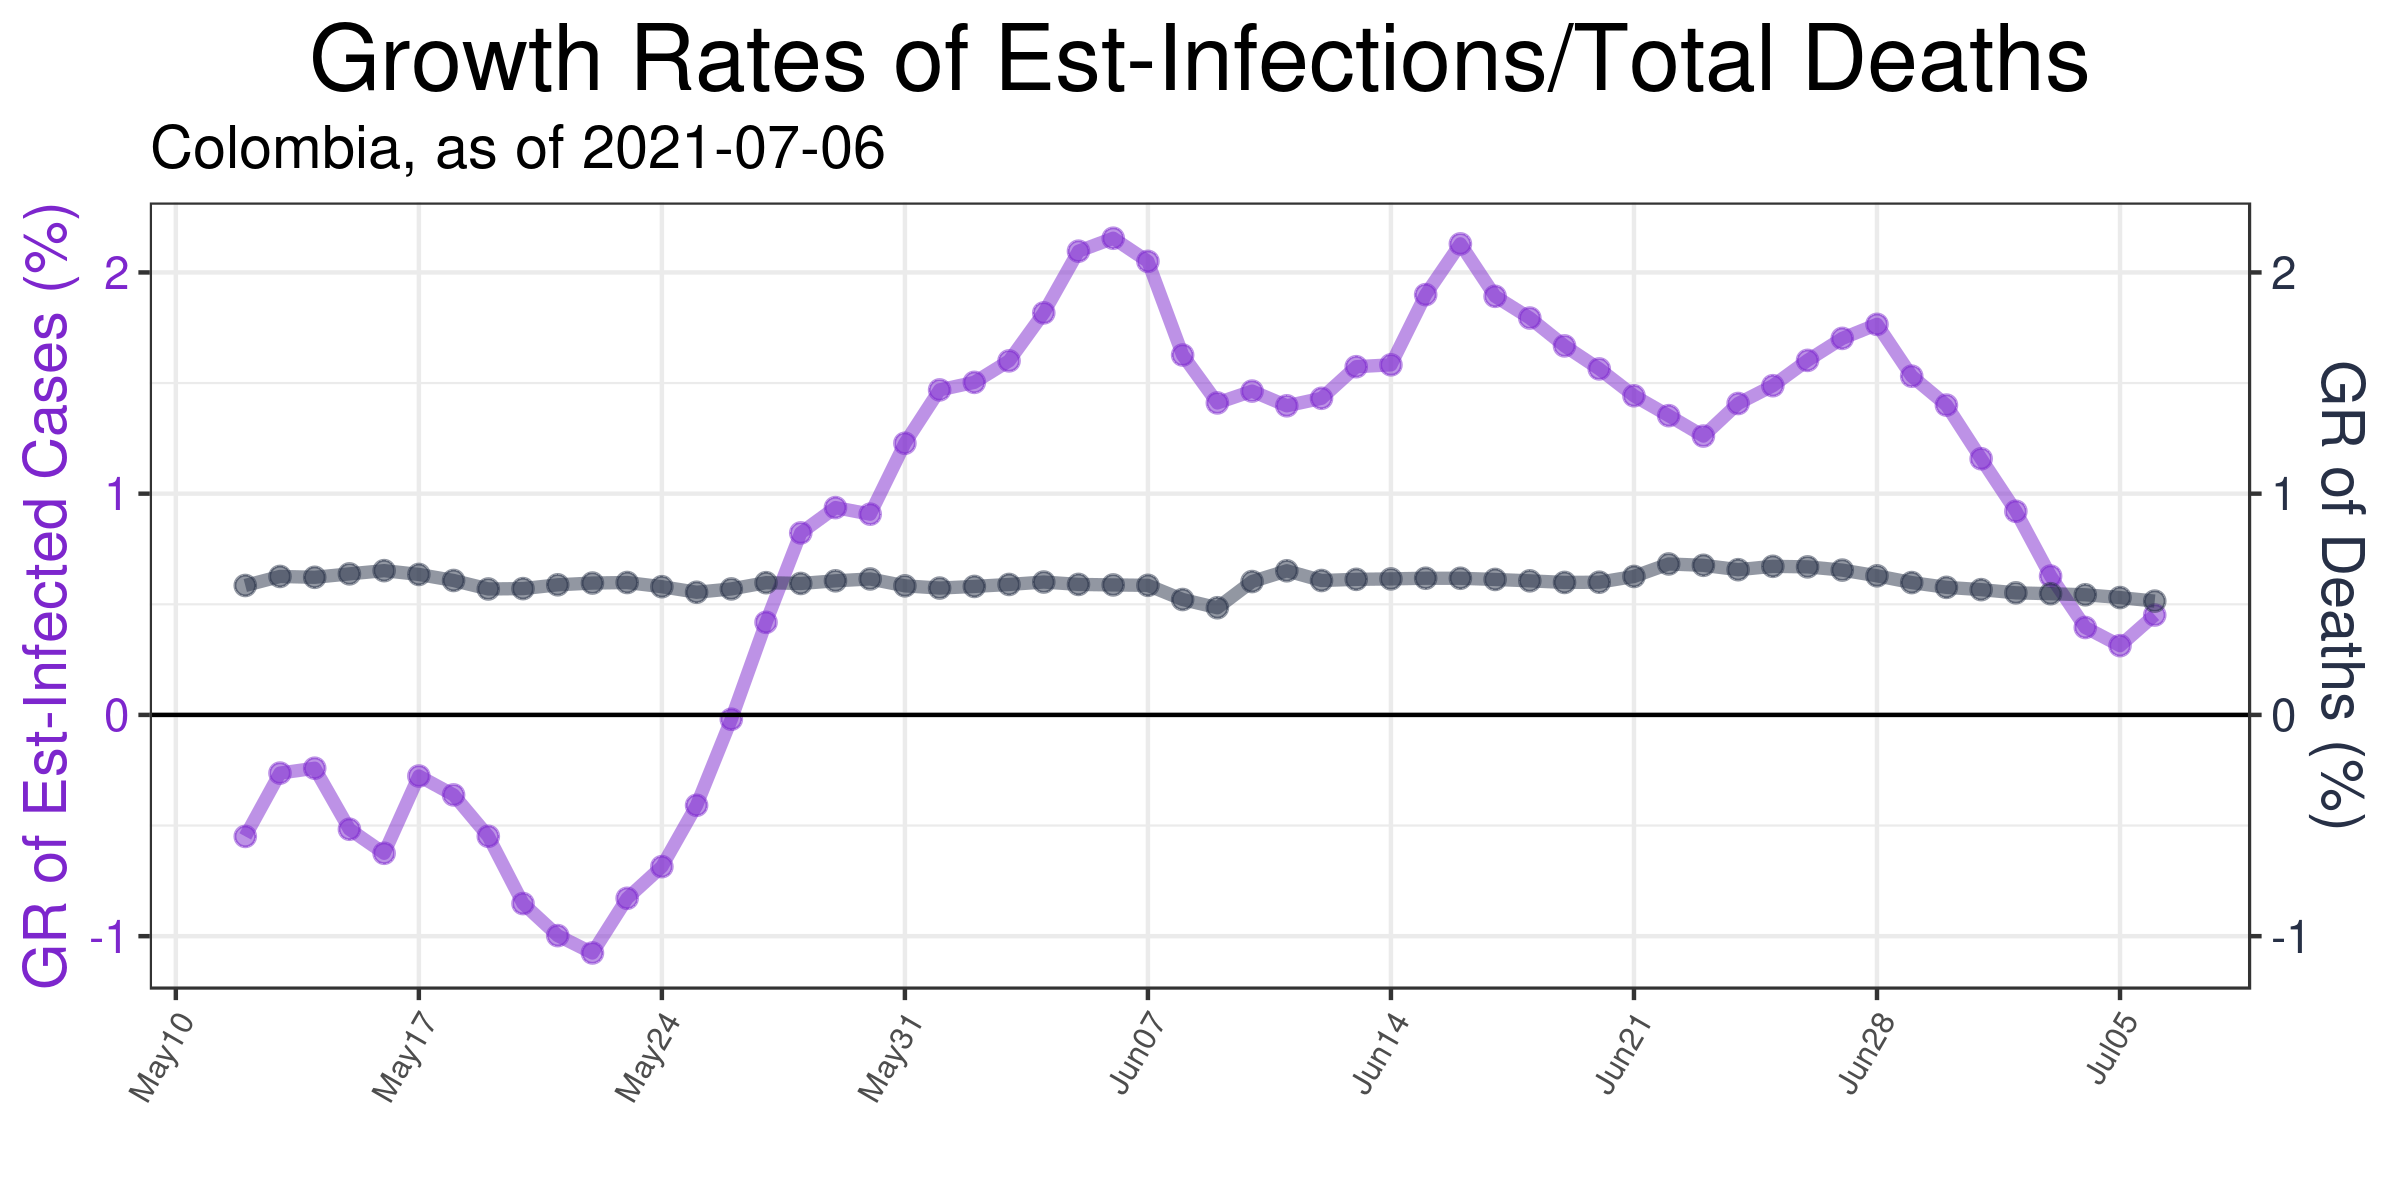 Growth Rates of Est-Infections/Total Deaths
Colombia, as of 2021-07-06
GR of Est-Infected Cases (%)
2
1
0
-1
2
1
0
-1
GR of Deaths (%)
May10
May17
May24
May31
Jun07
Jun14
Jun21
Jun28
Jul05